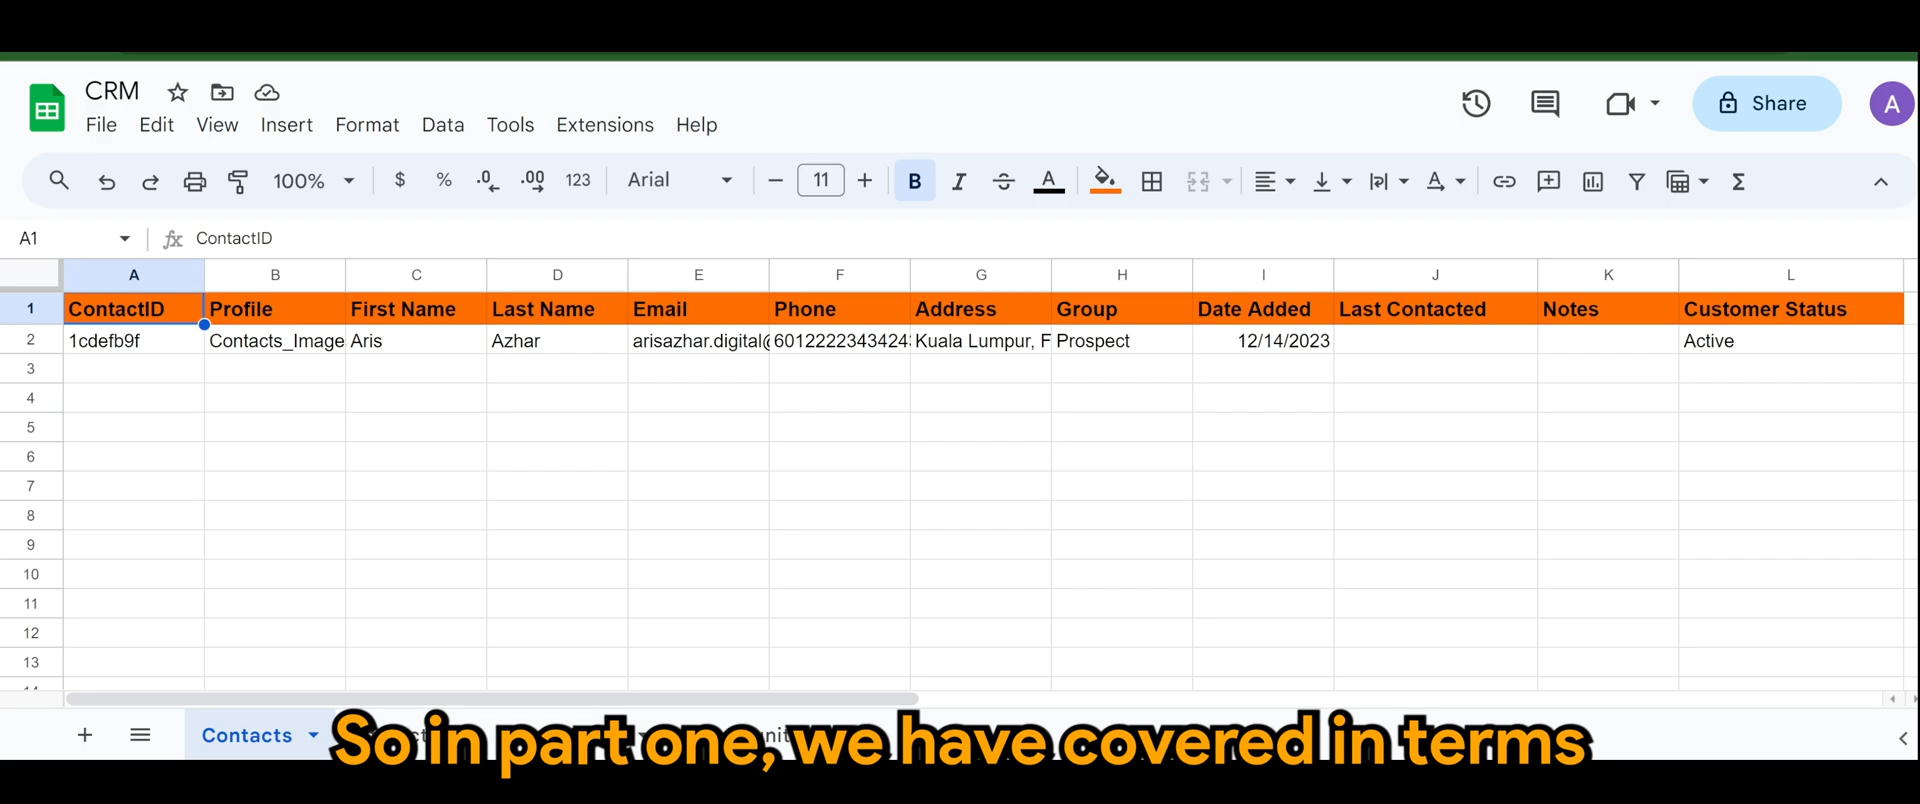 CRM
File Edit View Insert Format Data Tools Extensions Help
Share
A
100% $ % .0 .00 123 Arial 11 B I A
A1 fx ContactID
A B C D E F G H I J K L
1 ContactID Profile First Name Last Name Email Phone Address Group Date Added Last Contacted Notes Customer Status
2 1cdefb9f Contacts_Image Aris Azhar arisazhar.digital@ 6012222343424 Kuala Lumpur, F Prospect 12/14/2023 Active
3
4
5
6
7
8
9
10
11
12
13
Contacts
So in part one, we have covered in terms